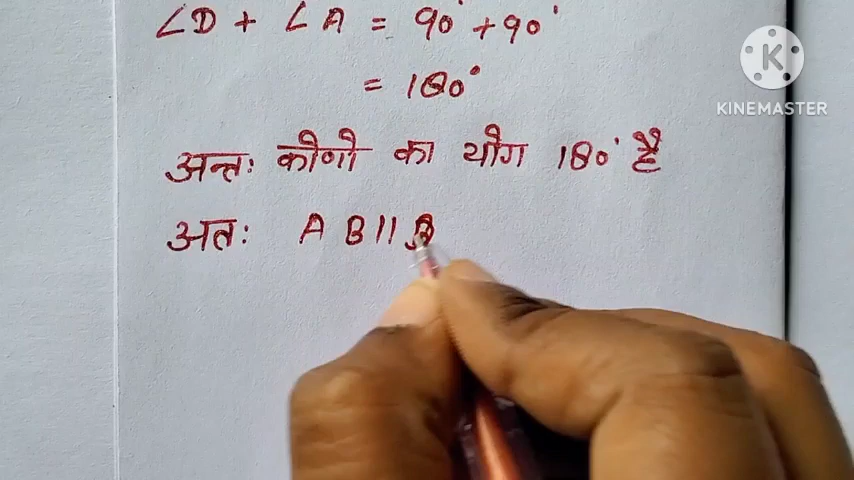 ∠D + ∠A = 90° + 90°
= 180°
अन्तः कोणो का योग 180° है
अतः AB ||
KINEMASTER